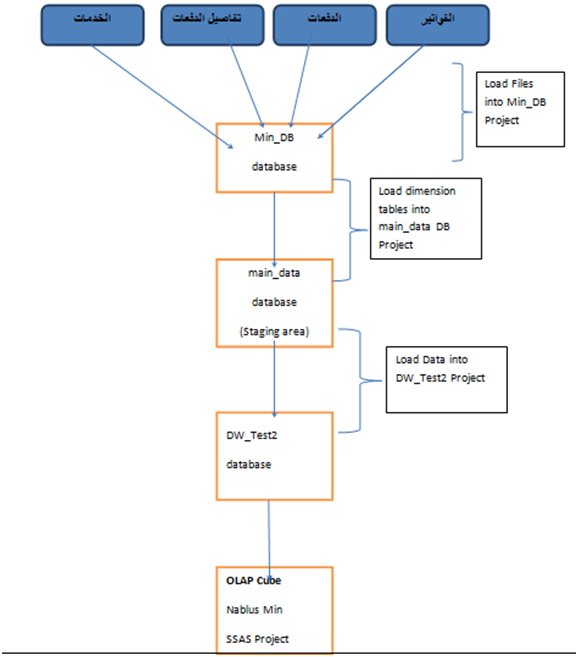 الخدمات
تفاصيل الدفعات
الدفعات
الفواتير
Load Files
into Min_DB
Project
Min_DB
database
Load dimension
tables into
main_data DB
Project
main_data
database
(Staging area)
Load Data into
DW_Test2 Project
DW_Test2
database
OLAP Cube
Nablus Min
SSAS Project